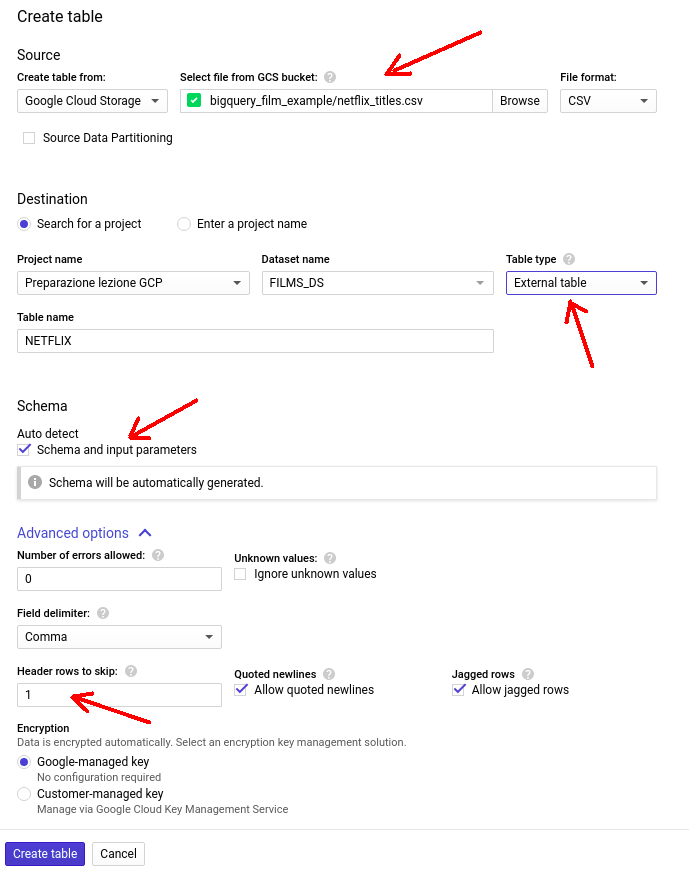 Create table
Source
Create table from: Select file from GCS bucket: ? File format:
Google Cloud Storage bigquery_film_example/netflix_titles.csv Browse CSV
Source Data Partitioning
Destination
Search for a project Enter a project name
Project name Dataset name Table type ?
Preparazione lezione GCP FILMS_DS External table
Table name
NETFLIX
Schema
Auto detect
Schema and input parameters
i Schema will be automatically generated.
Advanced options
Number of errors allowed: ? Unknown values: ?
0 Ignore unknown values
Field delimiter: ?
Comma
Header rows to skip: ? Quoted newlines ? Jagged rows ?
1 Allow quoted newlines Allow jagged rows
Encryption
Data is encrypted automatically. Select an encryption key management solution.
Google-managed key
No configuration required
Customer-managed key
Manage via Google Cloud Key Management Service
Create table Cancel